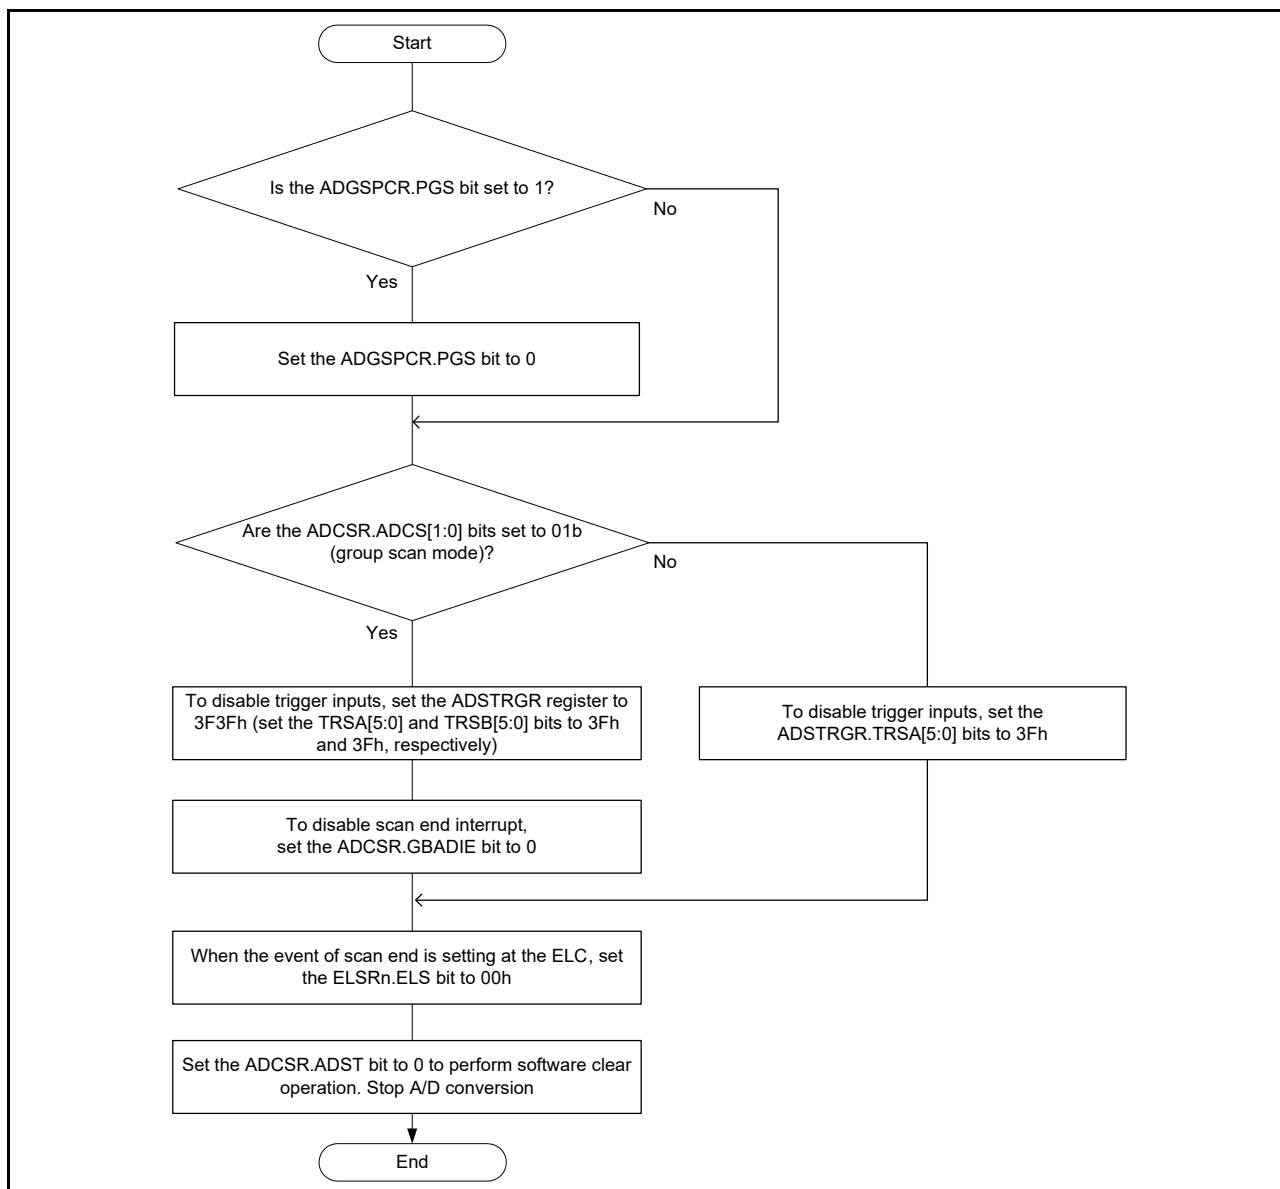 Start
Is the ADGSPCR.PGS bit set to 1?
No
Yes
Set the ADGSPCR.PGS bit to 0
Are the ADCSR.ADCS[1:0] bits set to 01b
(group scan mode)?
No
Yes
To disable trigger inputs, set the ADSTRGR register to
3F3Fh (set the TRSA[5:0] and TRSB[5:0] bits to 3Fh
and 3Fh, respectively)
To disable trigger inputs, set the
ADSTRGR.TRSA[5:0] bits to 3Fh
To disable scan end interrupt,
set the ADCSR.GBADIE bit to 0
When the event of scan end is setting at the ELC, set
the ELSRn.ELS bit to 00h
Set the ADCSR.ADST bit to 0 to perform software clear
operation. Stop A/D conversion
End